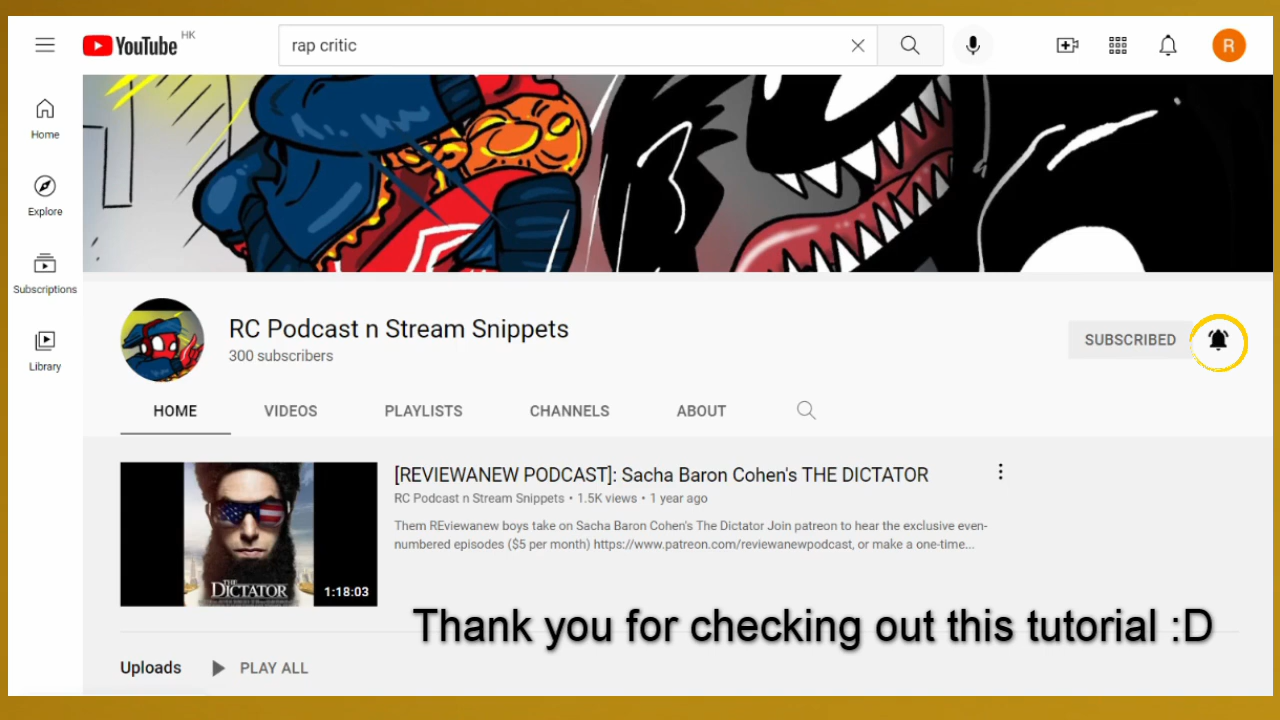 YouTube HK
rap critic
R
Home
Explore
Subscriptions
Library
RC Podcast n Stream Snippets
300 subscribers
SUBSCRIBED
HOME VIDEOS PLAYLISTS CHANNELS ABOUT
[REVIEWANEW PODCAST]: Sacha Baron Cohen's THE DICTATOR
RC Podcast n Stream Snippets • 1.5K views • 1 year ago
Them REviewanew boys take on Sacha Baron Cohen's The Dictator Join patreon to hear the exclusive even-
numbered episodes ($5 per month) https://www.patreon.com/reviewanewpodcast, or make a one-time...
THE
DICTATOR
1:18:03
Thank you for checking out this tutorial :D
Uploads PLAY ALL